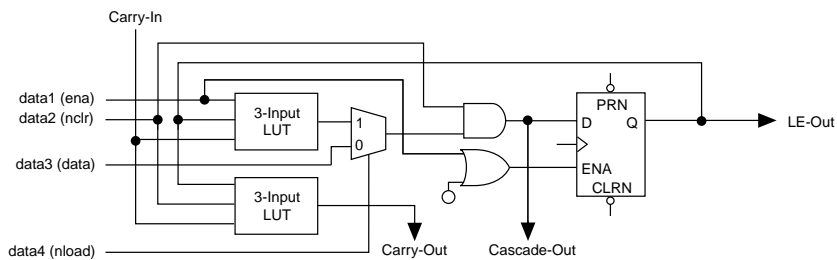 Carry-In
data1 (ena)
data2 (nclr)
data3 (data)
data4 (nload)
3-Input
LUT
1
0
3-Input
LUT
Carry-Out
Cascade-Out
PRN
D
Q
ENA
CLRN
LE-Out